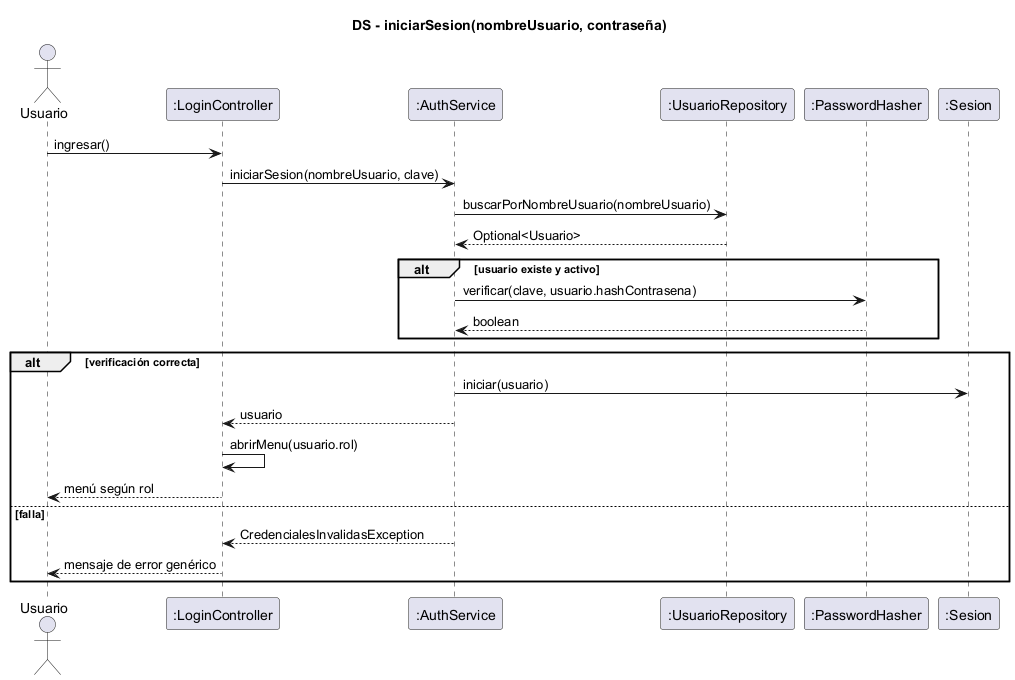 DS - iniciarSesion(nombreUsuario, contraseña)
Usuario
:LoginController
:AuthService
:UsuarioRepository
:PasswordHasher
:Sesion
ingresar()
iniciarSesion(nombreUsuario, clave)
buscarPorNombreUsuario(nombreUsuario)
Optional<Usuario>
alt
[usuario existe y activo]
verificar(clave, usuario.hashContrasena)
boolean
alt
[verificación correcta]
iniciar(usuario)
usuario
abrirMenu(usuario.rol)
menú según rol
[falla]
CredencialesInvalidasException
mensaje de error genérico
Usuario
:LoginController
:AuthService
:UsuarioRepository
:PasswordHasher
:Sesion